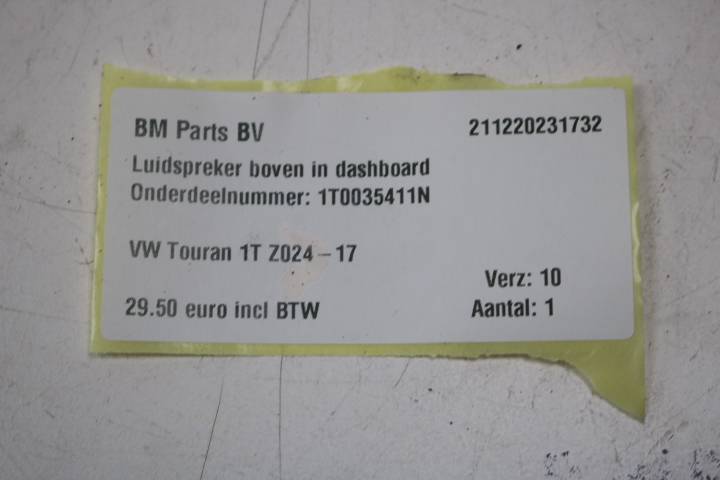 BM Parts BV 211220231732
Luidspreker boven in dashboard
Onderdeelnummer: 1T0035411N
VW Touran 1T Z024-17
Verz: 10
29.50 euro incl BTW Aantal: 1